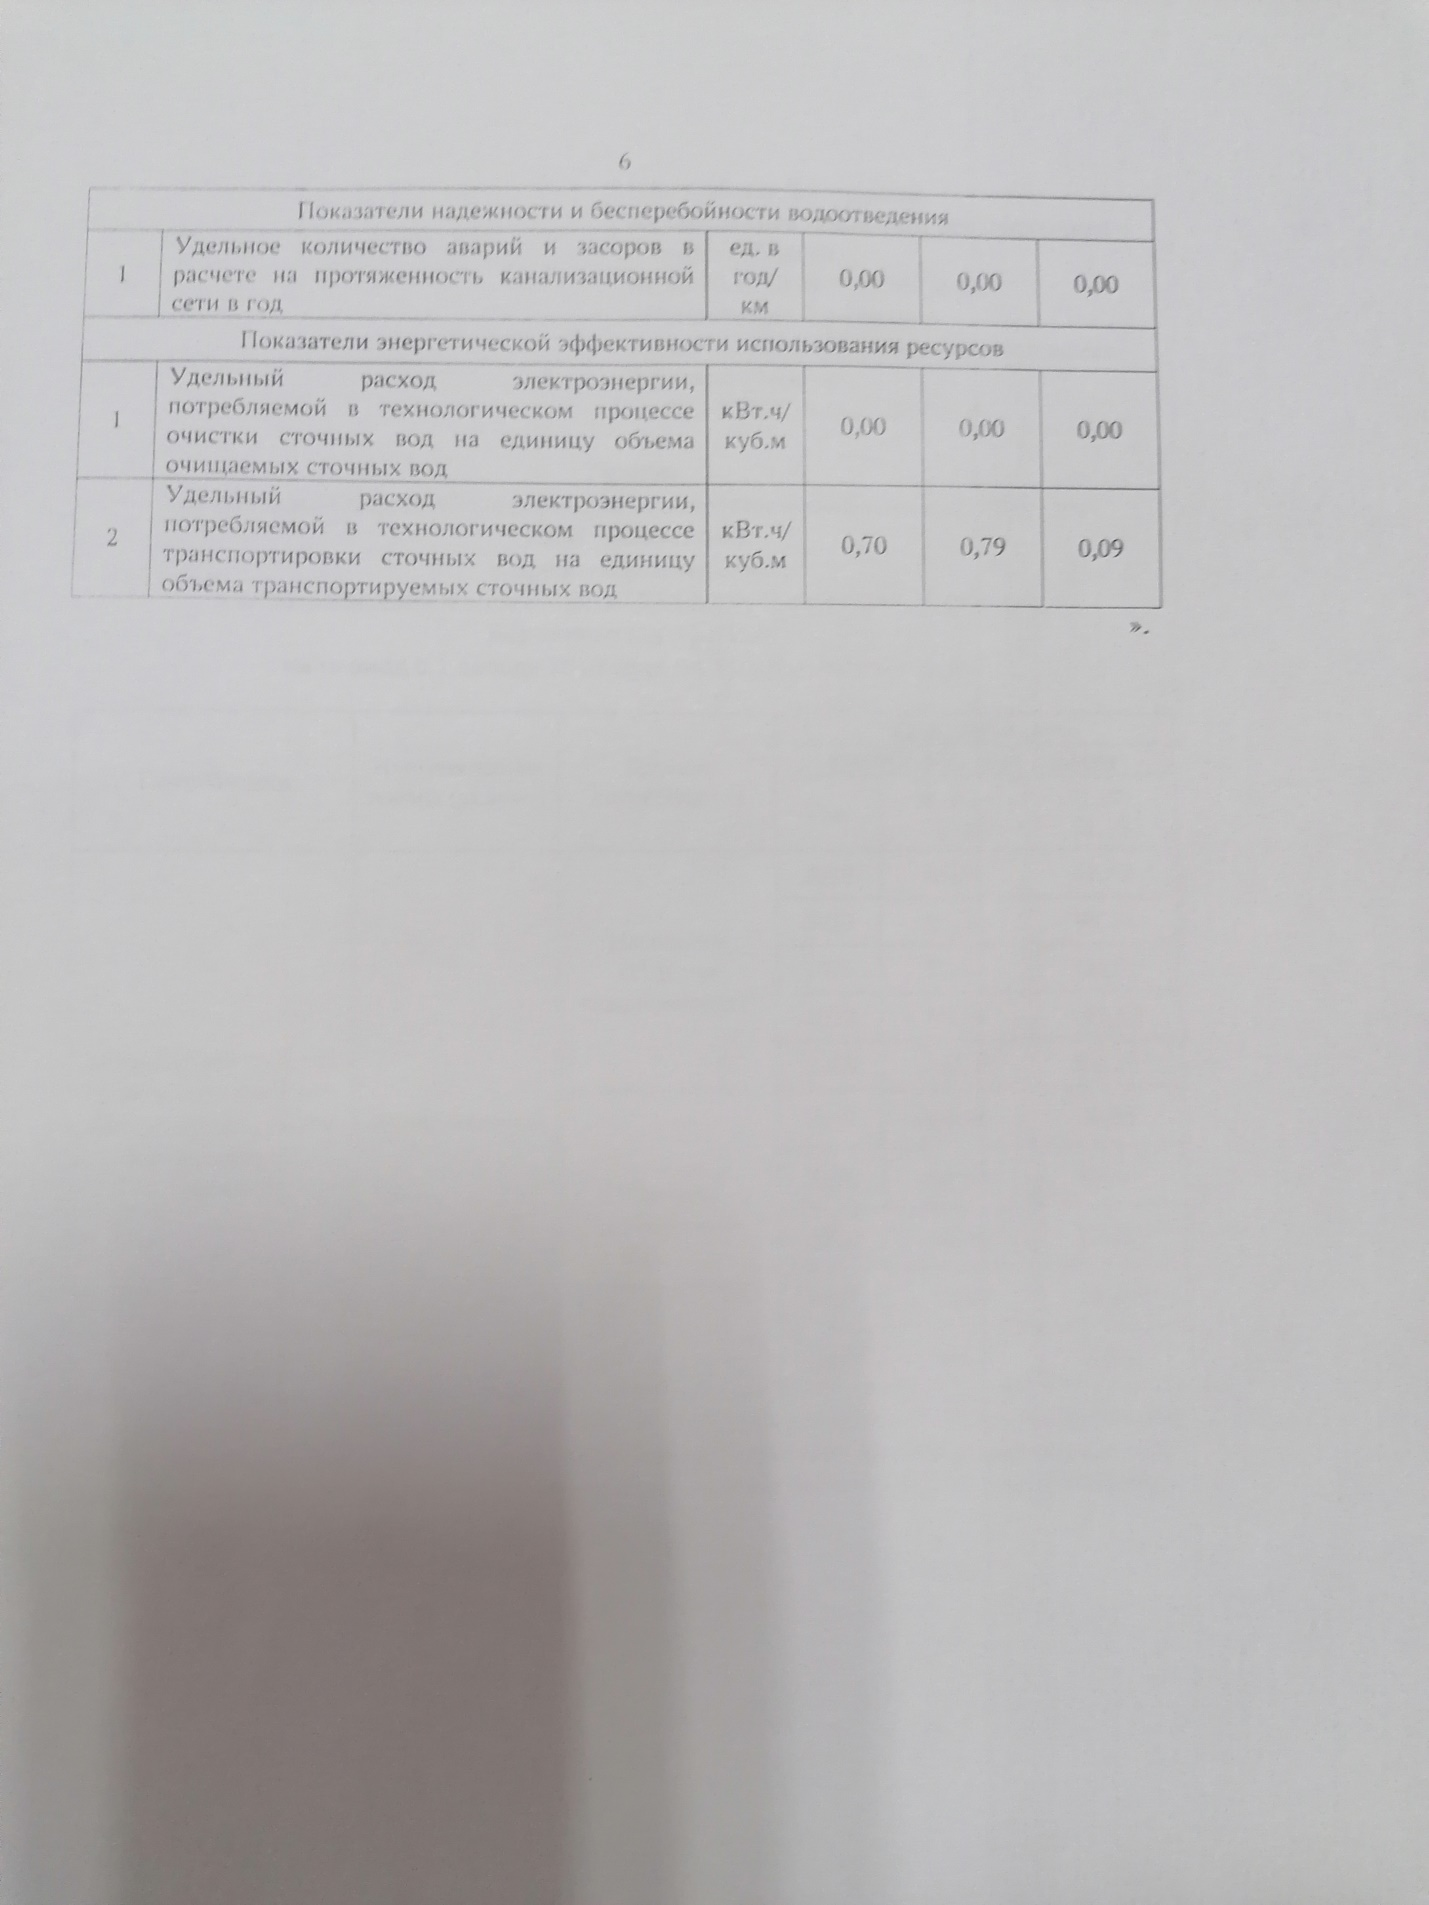 6
Показатели надежности и бесперебойности водоотведения
1
Удельное количество аварий и засоров в
расчете на протяженность канализационной
сети в год
ед. в
год/
км
0,00
0,00
0,00
Показатели энергетической эффективности использования ресурсов
1
Удельный расход электроэнергии,
потребляемой в технологическом процессе
очистки сточных вод на единицу объема
очищаемых сточных вод
кВт.ч/
куб.м
0,00
0,00
0,00
2
Удельный расход электроэнергии,
потребляемой в технологическом процессе
транспортировки сточных вод на единицу
объема транспортируемых сточных вод
кВт.ч/
куб.м
0,70
0,79
0,09
».